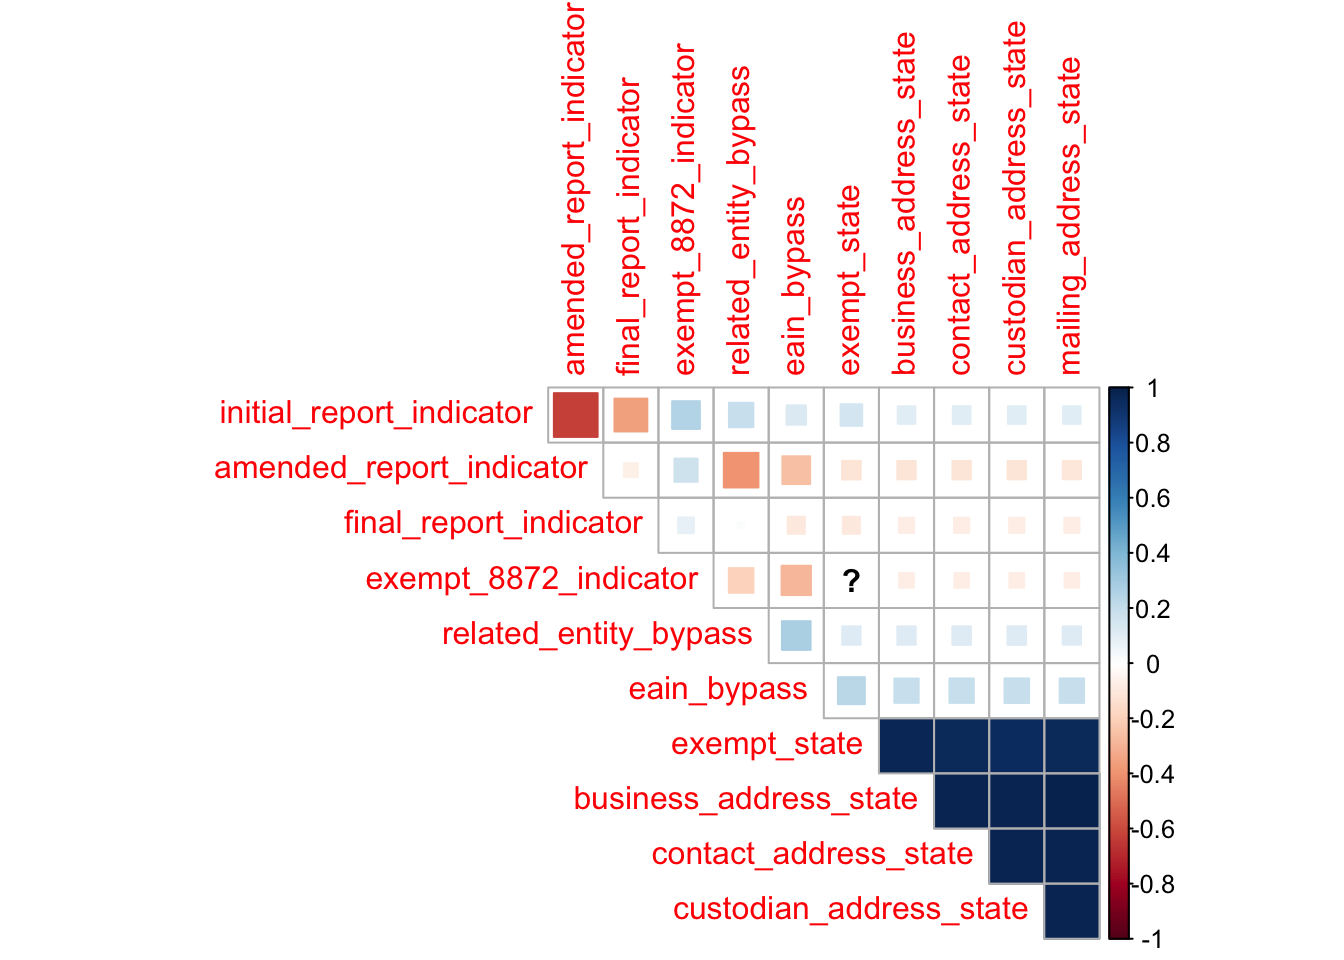 amended_report_indicator
final_report_indicator
exempt_8872_indicator
related_entity_bypass
eain_bypass
exempt_state
business_address_state
contact_address_state
custodian_address_state
mailing_address_state
initial_report_indicator
amended_report_indicator
final_report_indicator
exempt_8872_indicator
?
related_entity_bypass
eain_bypass
exempt_state
business_address_state
contact_address_state
custodian_address_state
1
0.8
0.6
0.4
0.2
0
-0.2
-0.4
-0.6
-0.8
-1